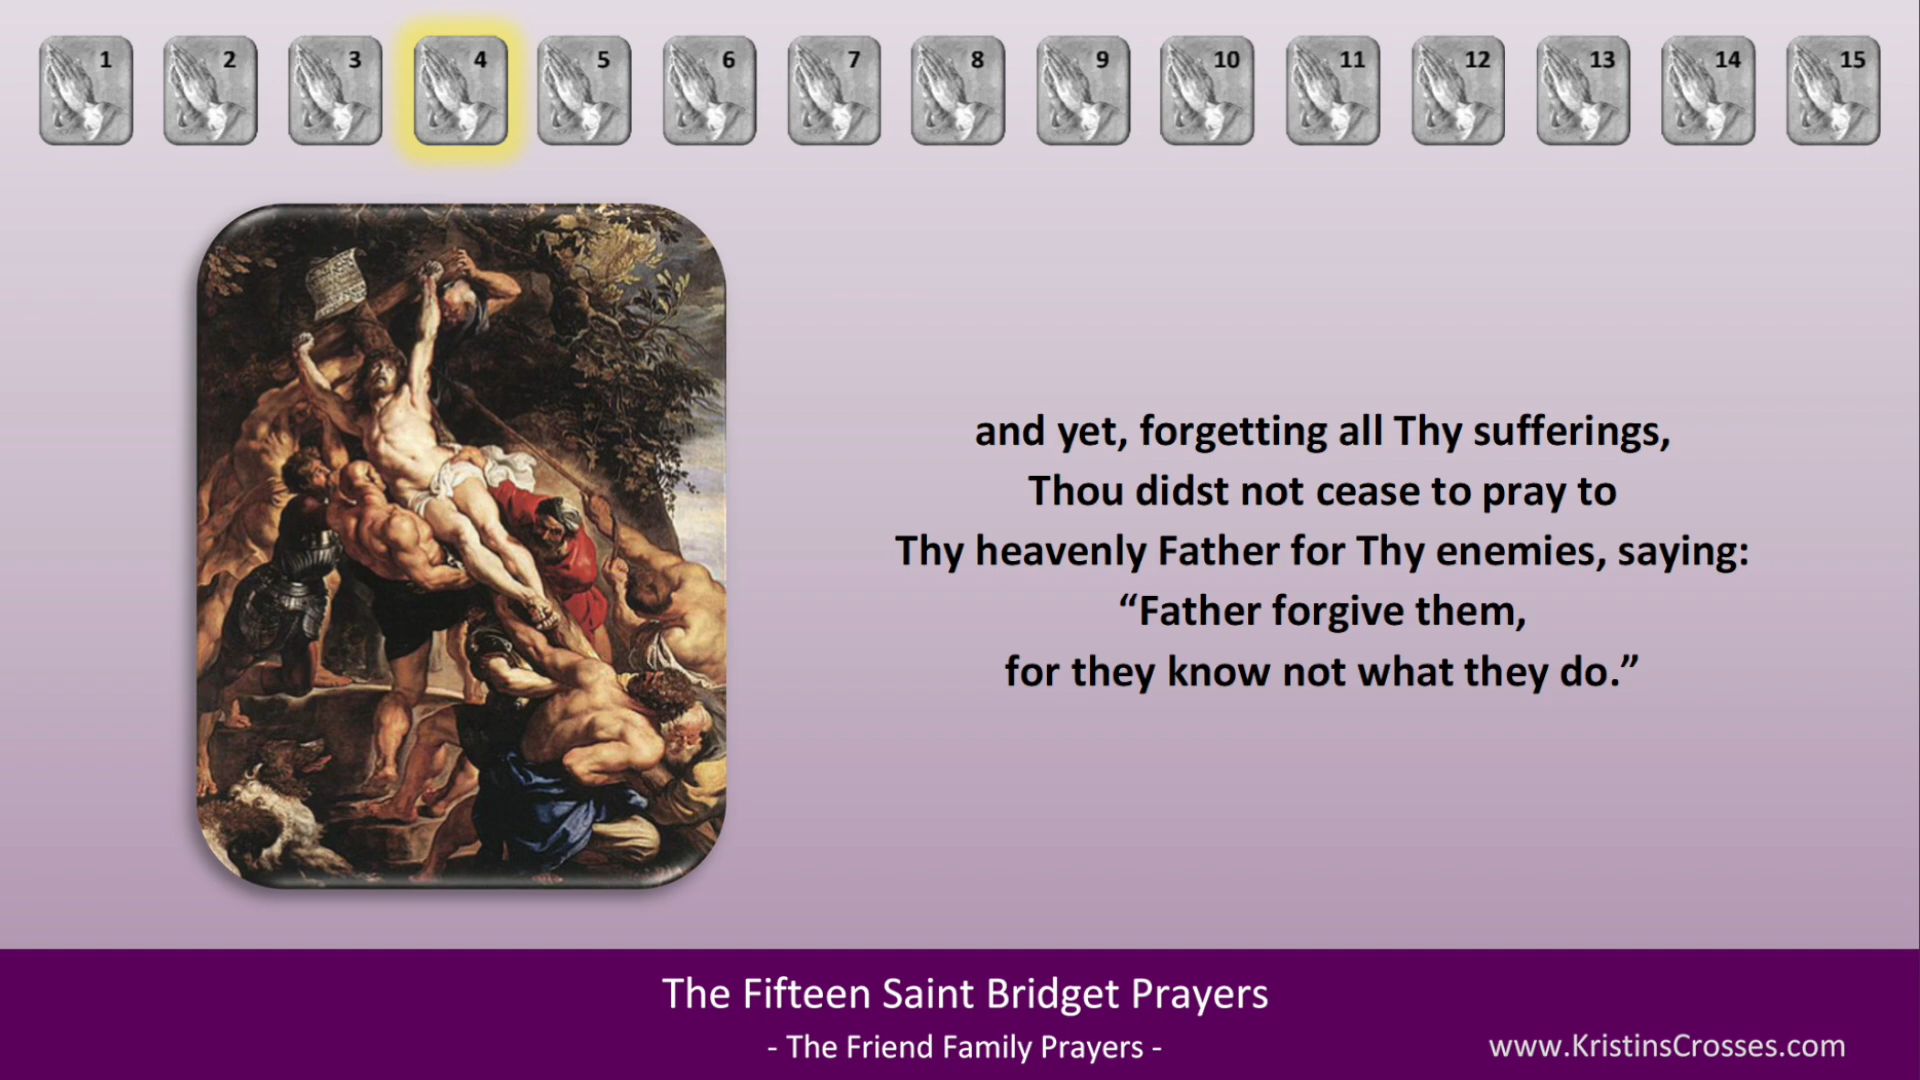 1 2 3 4 5 6 7 8 9 10 11 12 13 14 15
and yet, forgetting all Thy sufferings,
Thou didst not cease to pray to
Thy heavenly Father for Thy enemies, saying:
“Father forgive them,
for they know not what they do.”
The Fifteen Saint Bridget Prayers
- The Friend Family Prayers -
www.KristinsCrosses.com